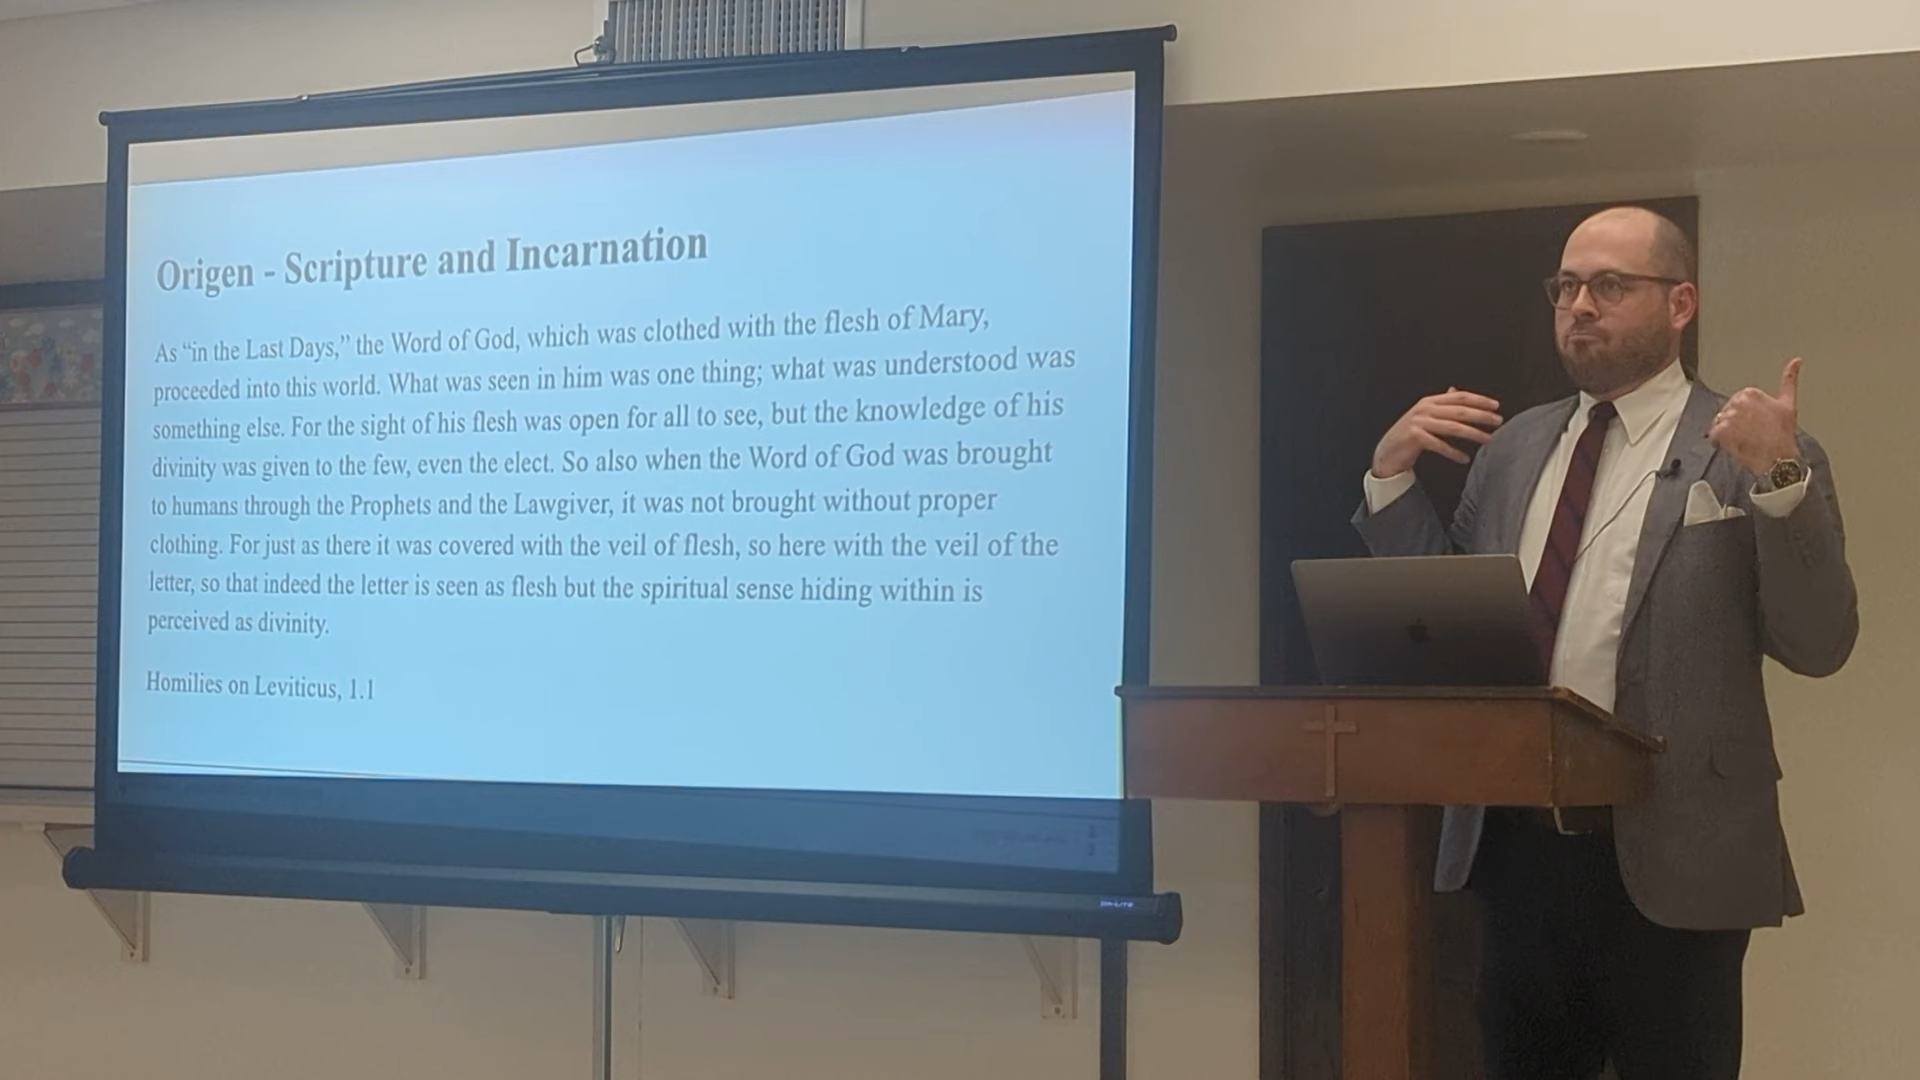 Origen - Scripture and Incarnation
As “in the Last Days,” the Word of God, which was clothed with the flesh of Mary,
proceeded into this world. What was seen in him was one thing; what was understood was
something else. For the sight of his flesh was open for all to see, but the knowledge of his
divinity was given to the few, even the elect. So also when the Word of God was brought
to humans through the Prophets and the Lawgiver, it was not brought without proper
clothing. For just as there it was covered with the veil of flesh, so here with the veil of the
letter, so that indeed the letter is seen as flesh but the spiritual sense hiding within is
perceived as divinity.
Homilies on Leviticus, 1.1